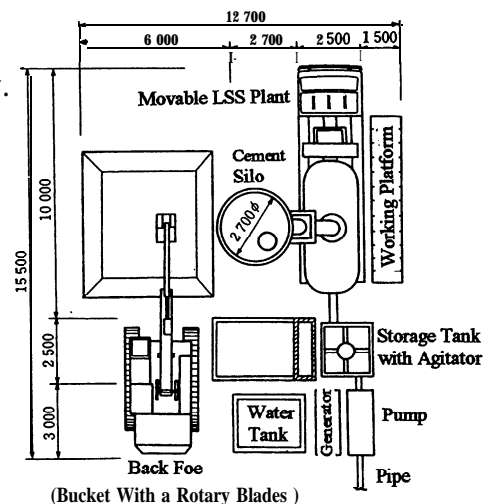 12 700
6 000
2 700
2 500
1 500
Movable LSS Plant
Cement
Silo
2 700φ
Working Platform
10 000
15 500
2 500
3 000
Storage Tank
with Agitator
Water
Tank
Generator
Pump
Back Foe
Pipe
(Bucket With a Rotary Blades )